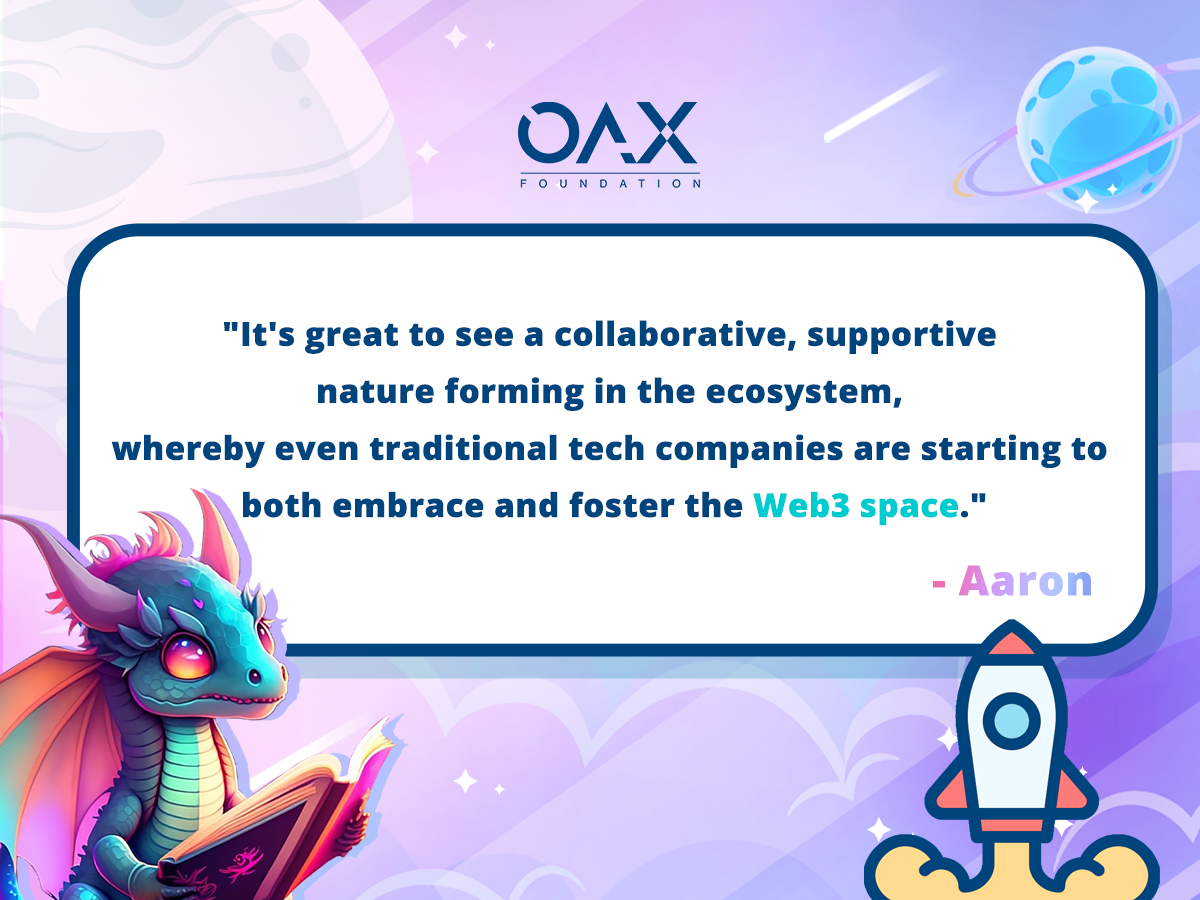 OAX
FOUNDATION
"It's great to see a collaborative, supportive
nature forming in the ecosystem,
whereby even traditional tech companies are starting to
both embrace and foster the Web3 space."
- Aaron